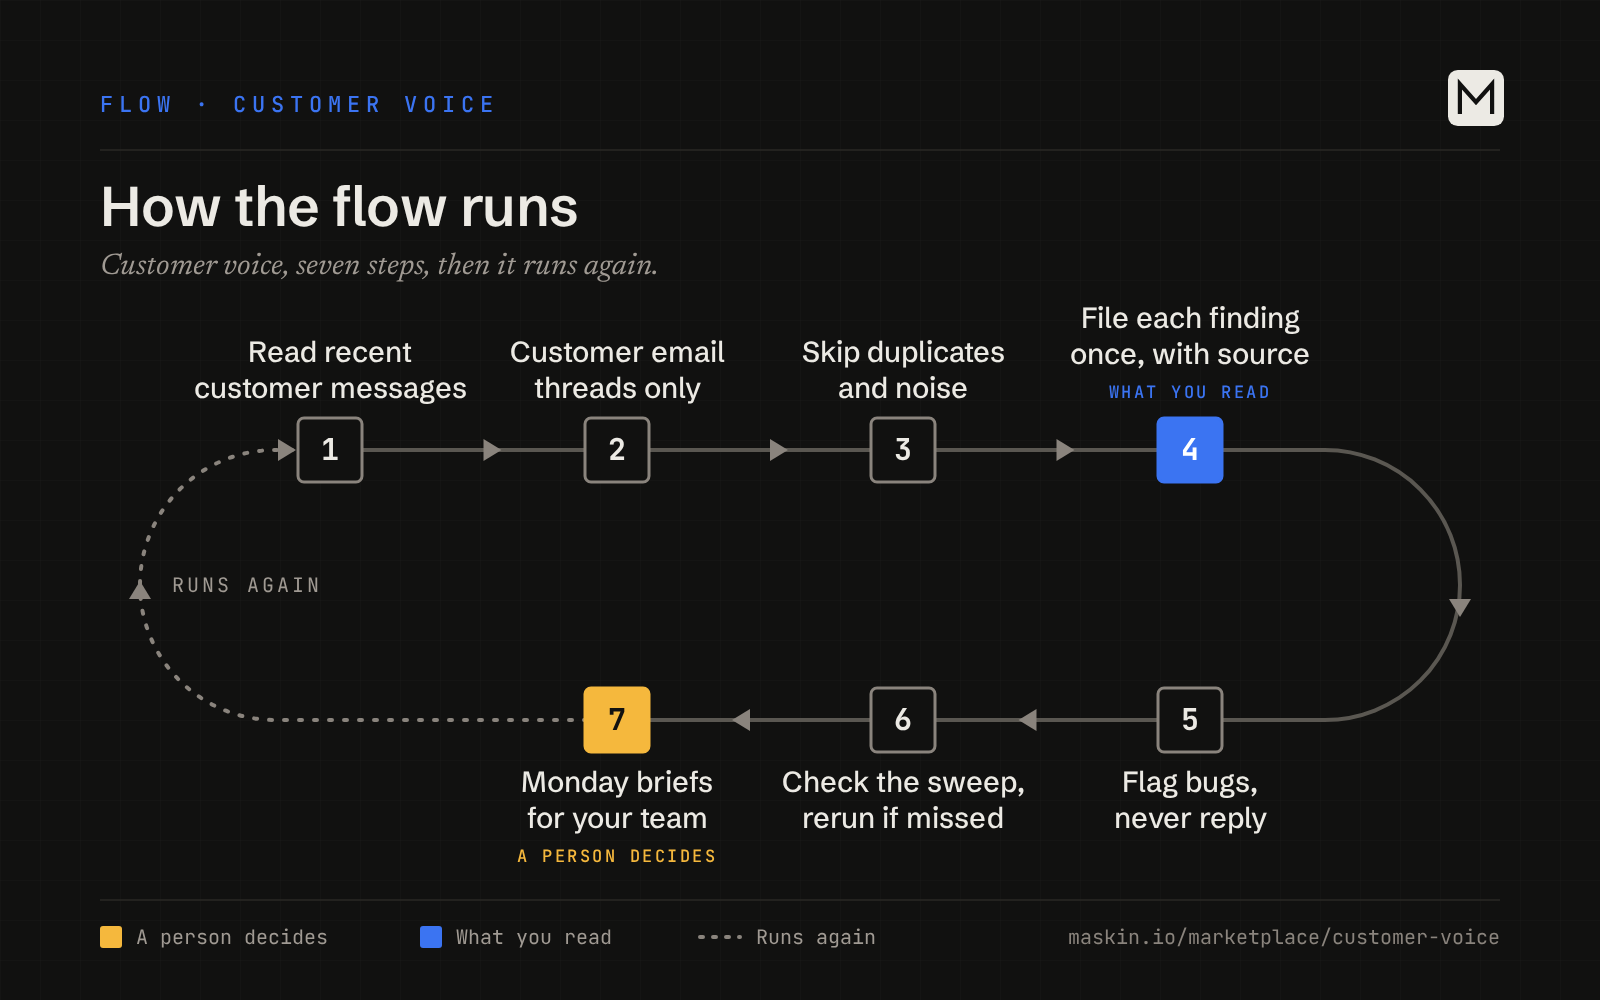 FLOW · CUSTOMER VOICE
M
How the flow runs
Customer voice, seven steps, then it runs again.
Read recent
customer messages
Customer email
threads only
Skip duplicates
and noise
File each finding
once, with source
WHAT YOU READ
1
2
3
4
RUNS AGAIN
7
6
5
Monday briefs
for your team
A PERSON DECIDES
Check the sweep,
rerun if missed
Flag bugs,
never reply
A person decides
What you read
Runs again
maskin.io/marketplace/customer-voice